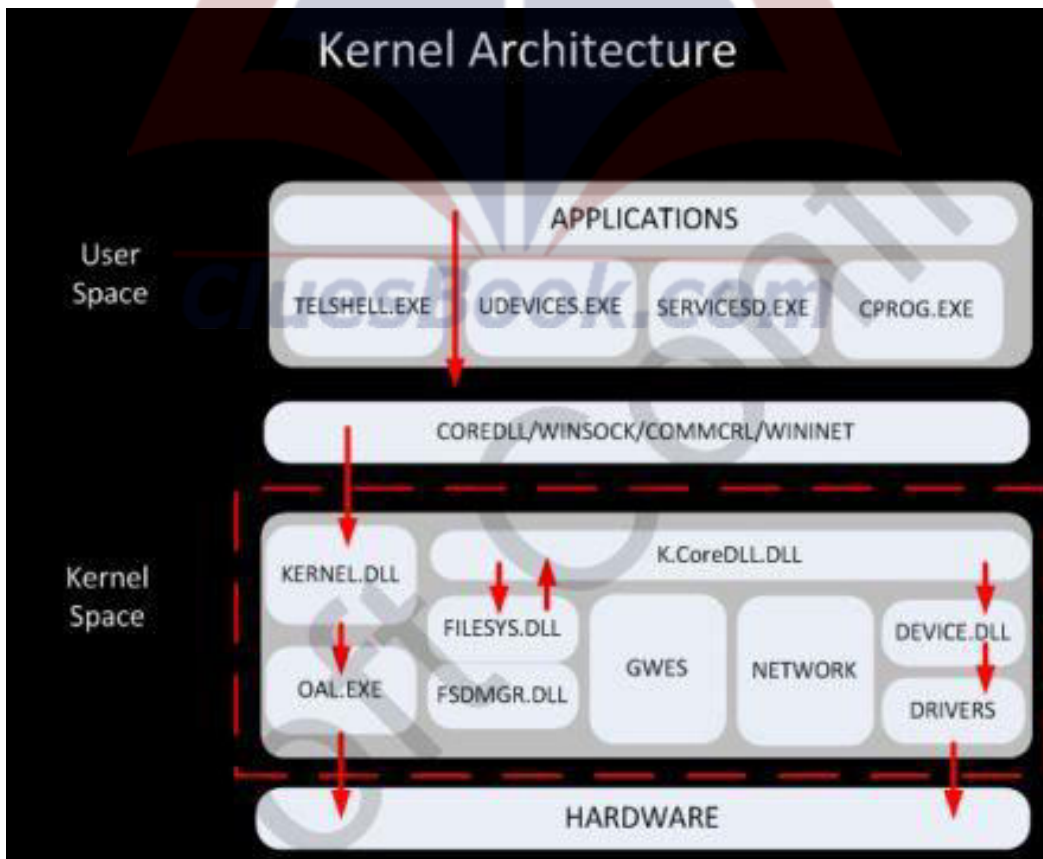 Kernel Architecture
User
Space
APPLICATIONS
TELSHELL.EXE
UDEVICES.EXE
SERVICESD.EXE
CPROG.EXE
CluesBook.com
COREDLL/WINSOCK/COMMCRL/WININET
Kernel
Space
KERNEL.DLL
K.CoreDLL.DLL
FILESYS.DLL
GWES
NETWORK
DEVICE.DLL
OAL.EXE
FSDMGR.DLL
DRIVERS
HARDWARE